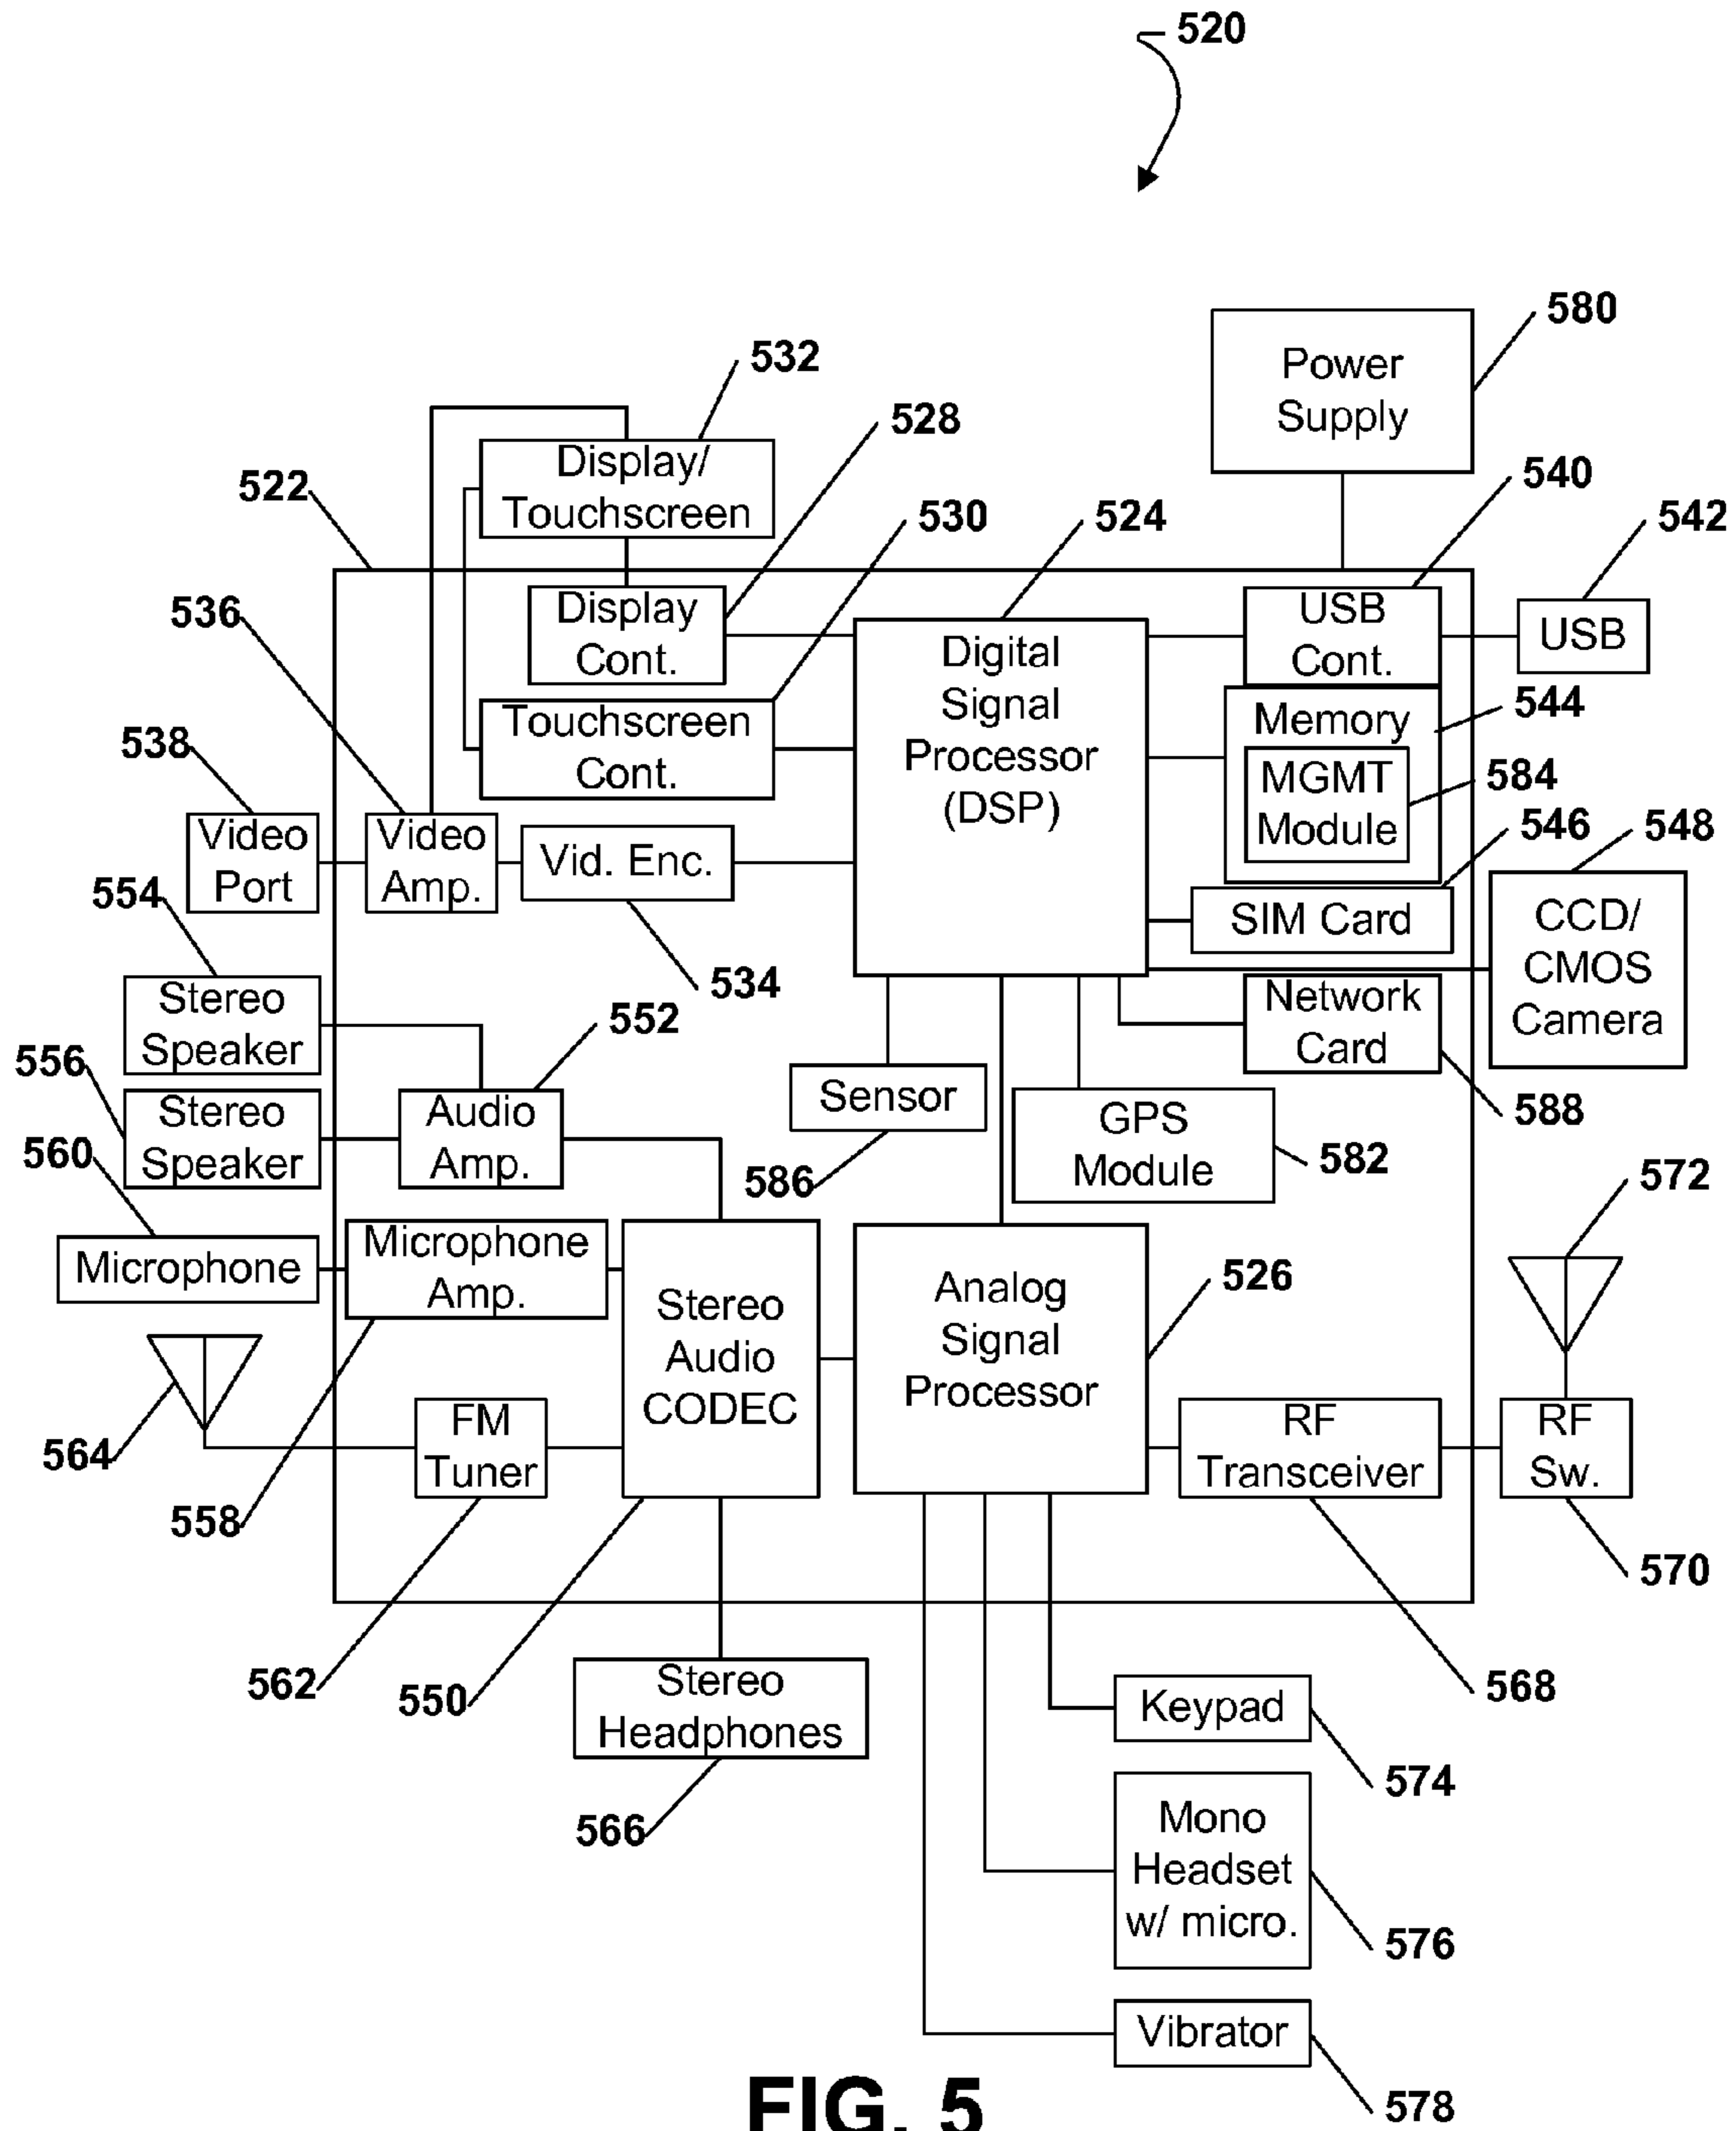 520
580
Power
Supply
532
528
540
Display/
Touchscreen
522
530
524
542
Display
Cont.
536
USB
Cont.
USB
Digital
Signal
Processor
(DSP)
Touchscreen
Cont.
Memory
544
538
MGMT
Module
584
546
548
Video
Port
Video
Amp.
Vid. Enc.
554
SIM Card
CCD/
CMOS
Camera
534
Stereo
Speaker
552
Network
Card
556
Stereo
Speaker
Audio
Amp.
Sensor
GPS
Module
588
560
586
582
572
Microphone
Microphone
Amp.
Stereo
Audio
CODEC
Analog
Signal
Processor
526
564
FM
Tuner
RF
Transceiver
RF
Sw.
558
570
562
550
Stereo
Headphones
568
Keypad
574
566
Mono
Headset
w/ micro.
576
Vibrator
578
FIG. 5